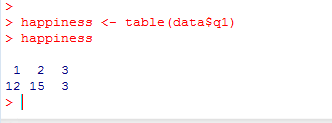 >
> happiness <- table(data$q1)
> happiness
1 2 3
12 15 3
>